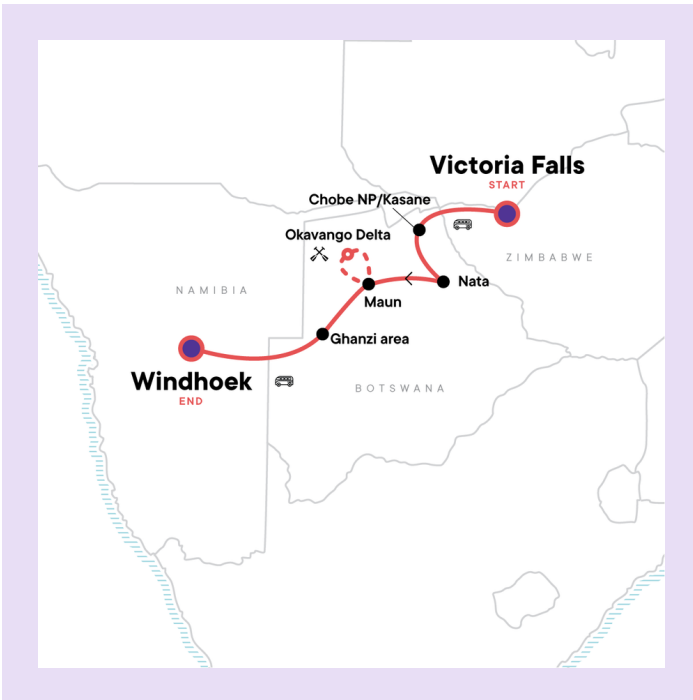 Victoria Falls
START
Chobe NP/Kasane
Okavango Delta
ZIMBABWE
NAMIBIA
Nata
Maun
Ghanzi area
Windhoek
BOTSWANA
END